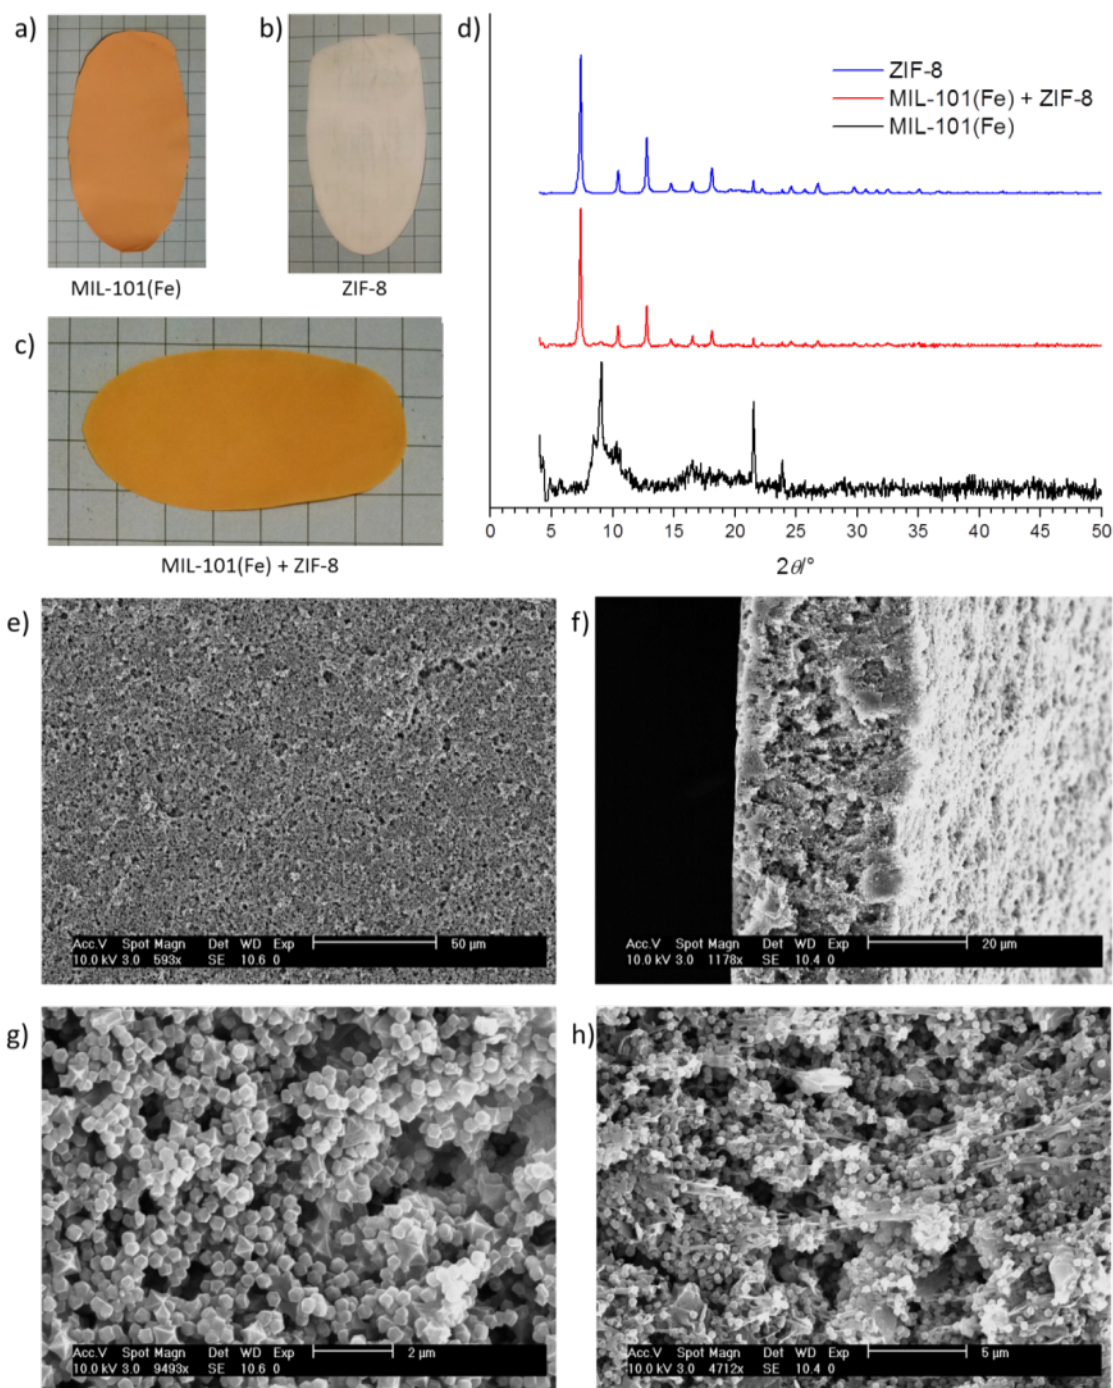 a)
MIL-101(Fe)
b)
ZIF-8
c)
MIL-101(Fe) + ZIF-8
d)
ZIF-8
MIL-101(Fe) + ZIF-8
MIL-101(Fe)
0 5 10 15 20 25 30 35 40 45 50
2θ/°
e)
Acc.V Spot Magn Det WD Exp 50 µm
10.0 kV 3.0 593x SE 10.6 0
f)
Acc.V Spot Magn Det WD Exp 20 µm
10.0 kV 3.0 1178x SE 10.4 0
g)
Acc.V Spot Magn Det WD Exp 2 µm
10.0 kV 3.0 9493x SE 10.6 0
h)
Acc.V Spot Magn Det WD Exp 5 µm
10.0 kV 3.0 4712x SE 10.4 0